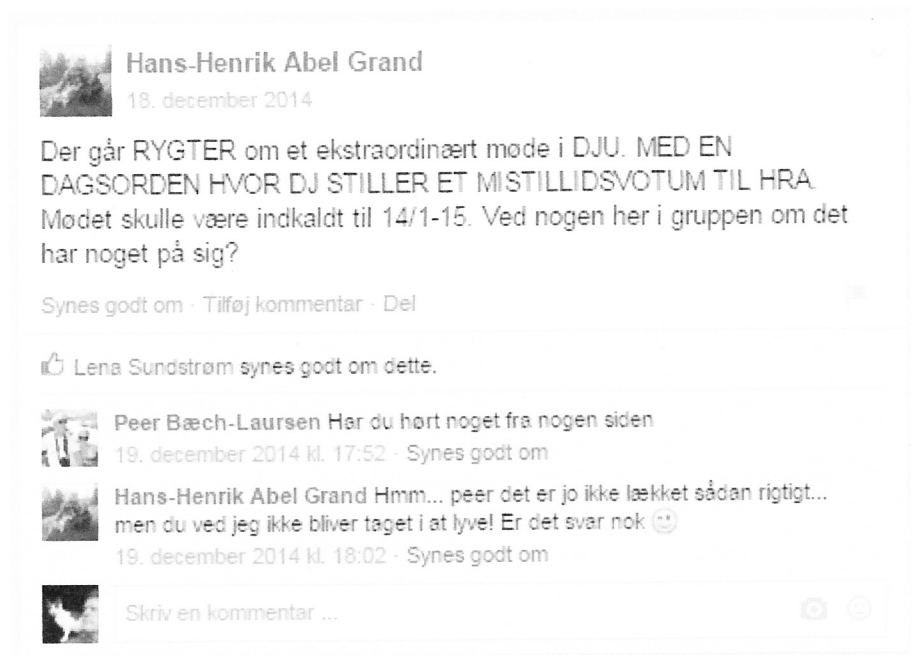 Hans-Henrik Abel Grand
18. december 2014
Der går RYGTER om et ekstraordinært møde i DJU. MED EN
DAGSORDEN HVOR DJ STILLER ET MISTILLIDSVOTUM TIL HRA.
Mødet skulle være indkaldt til 14/1-15. Ved nogen her i gruppen om det
har noget på sig?
Synes godt om · Tilføj kommentar · Del
Lena Sundstrøm synes godt om dette.
Peer Bæch-Laursen Har du hørt noget fra nogen siden
19. december 2014 kl. 17:52 · Synes godt om
Hans-Henrik Abel Grand Hmm... peer det er jo ikke lækket sådan rigtigt...
men du ved jeg ikke bliver taget i at lyve! Er det svar nok 🙂
19. december 2014 kl. 18:02 · Synes godt om
Skriv en kommentar ...